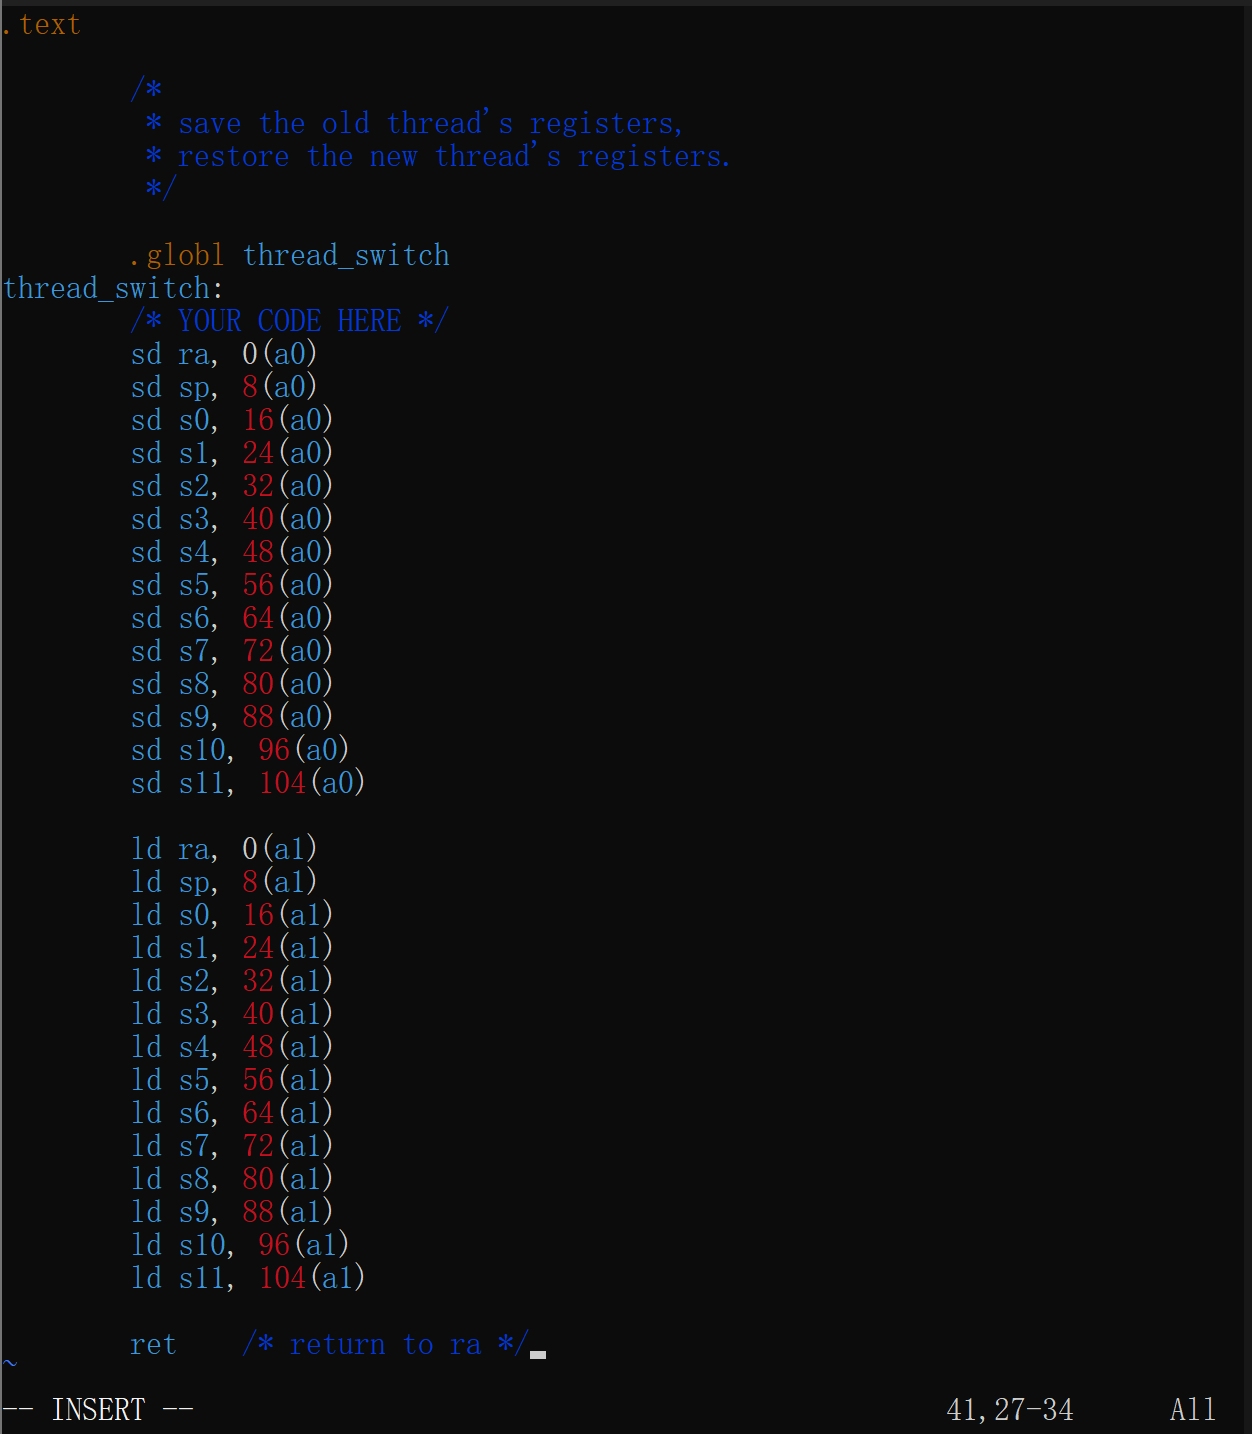 .text
/*
* save the old thread's registers,
* restore the new thread's registers.
*/
.globl thread_switch
thread_switch:
/* YOUR CODE HERE */
sd ra, 0(a0)
sd sp, 8(a0)
sd s0, 16(a0)
sd s1, 24(a0)
sd s2, 32(a0)
sd s3, 40(a0)
sd s4, 48(a0)
sd s5, 56(a0)
sd s6, 64(a0)
sd s7, 72(a0)
sd s8, 80(a0)
sd s9, 88(a0)
sd s10, 96(a0)
sd s11, 104(a0)
ld ra, 0(a1)
ld sp, 8(a1)
ld s0, 16(a1)
ld s1, 24(a1)
ld s2, 32(a1)
ld s3, 40(a1)
ld s4, 48(a1)
ld s5, 56(a1)
ld s6, 64(a1)
ld s7, 72(a1)
ld s8, 80(a1)
ld s9, 88(a1)
ld s10, 96(a1)
ld s11, 104(a1)
ret    /* return to ra */
~
-- INSERT -- 41,27-34 All